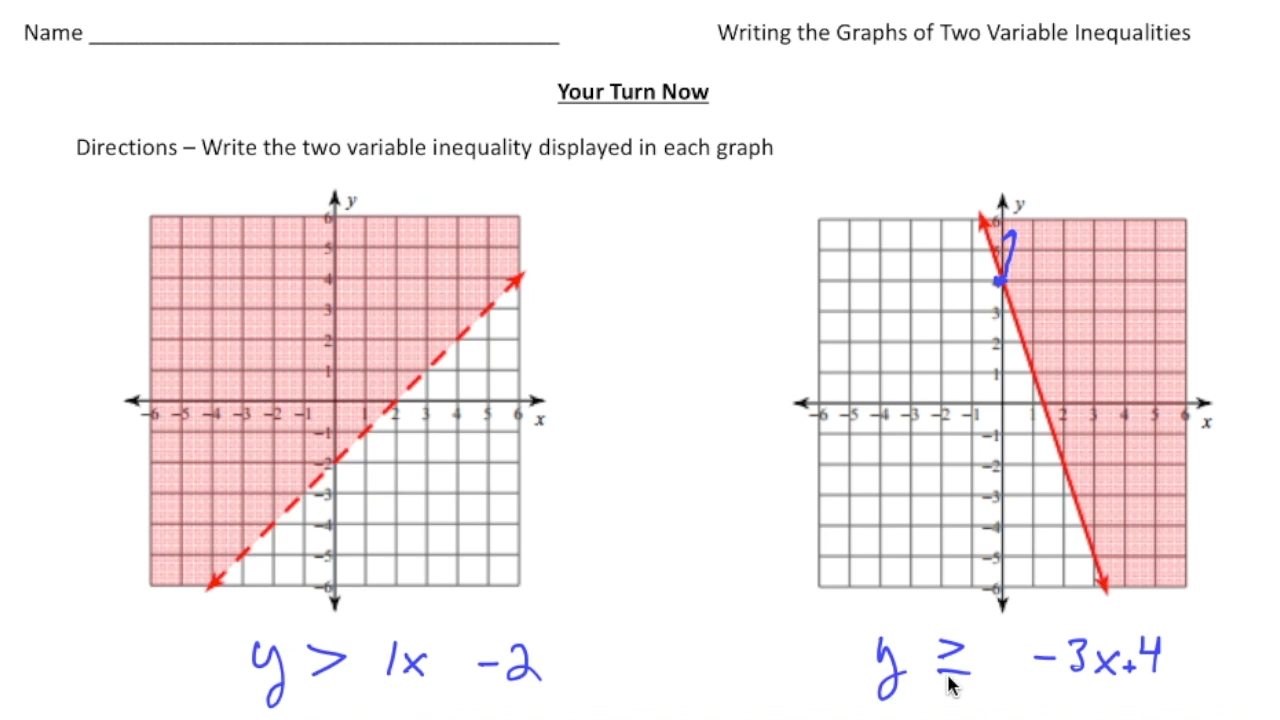 Name ____________________
Writing the Graphs of Two Variable Inequalities
Your Turn Now
Directions – Write the two variable inequality displayed in each graph
y
6
5
4
3
2
1
-6 -5 -4 -3 -2 -1 1 2 3 4 5 6 x
-1
-2
-3
-4
-5
-6
y
6
3
2
1
-6 -5 -4 -3 -2 -1 1 2 3 4 5 6 x
-1
-2
-3
-4
-5
-6
y > 1x -2
y ≥ -3x+4